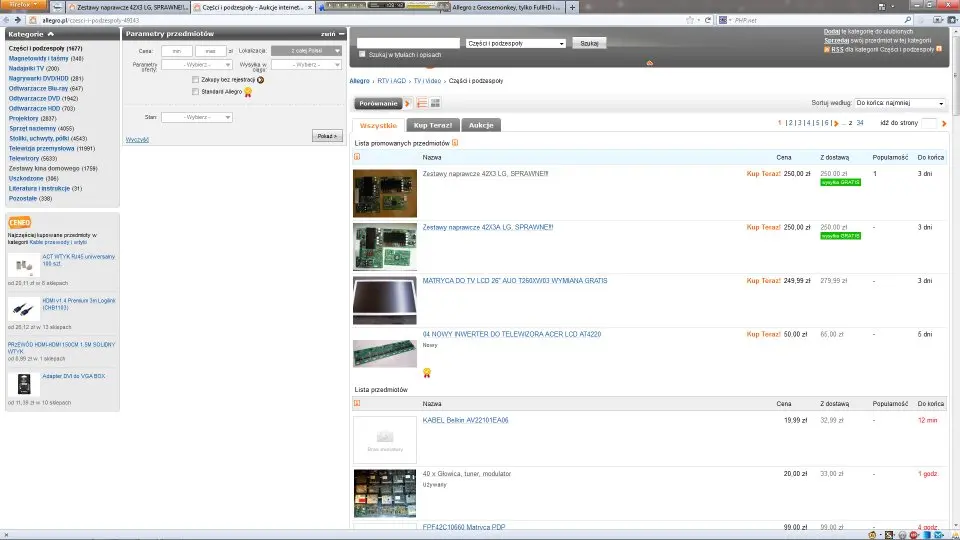 Firefox
Zestawy naprawcze 42X3 LG, SPRAWNE!!!...
Części i podzespoły - Aukcje internet...
Allegro z Greasemonkey, tylko FullHD i ...
allegro.pl/czesci-i-podzespoly-49143
PHP.net
Kategorie
Części i podzespoły (1677)
Magnetowidy i taśmy (348)
Nadajniki TV (200)
Nagrywarki DVD/HDD (281)
Odtwarzacze Blu-ray (647)
Odtwarzacze DVD (1942)
Odtwarzacze HDD (703)
Projektory (2837)
Sprzęt naziemny (4055)
Stoliki, uchwyty, półki (4543)
Telewizja przemysłowa (11991)
Telewizory (5633)
Zestawy kina domowego (1759)
Uszkodzone (306)
Literatura i instrukcje (31)
Pozostałe (338)
CENEO
Najczęściej kupowane przedmioty w
kategorii Kable przewody i wtyki
ACT WTYK RJ45 uniwersalny
100 szt.
w 6 sklepach
HDMI v1.4 Premium 3m Logilink
(CHB1103)
od 26,12 zł w 13 sklepach
PRZEWÓD HDMI-HDMI 150CM 1.5M SOLIDNY
WTYK
od 8,99 zł w 1 sklepach
Adapter DVI do VGA BOX
od 11,39 zł w 10 sklepach
Parametry przedmiotów
zwiń
Cena:
min
max
zł
Lokalizacja:
z całej Polski
Parametry
oferty:
- Wybierz -
Wysyłka w
ciągu:
- Wybierz -
Zakupy bez rejestracji
Standard Allegro
Stan:
- Wybierz -
Wyczyść
Pokaż >
Części i podzespoły
Szukaj
Szukaj w tytułach i opisach
Dodaj tę kategorię do ulubionych
Sprzedaj swój przedmiot w tej kategorii
RSS dla kategorii Części i podzespoły
Allegro › RTV i AGD › TV i Video › Części i podzespoły
Porównanie
Sortuj według:
Do końca: najmniej
Wszystkie
Kup Teraz!
Aukcje
1 | 2 | 3 | 4 | 5 | 6 | ... z 34 idź do strony
Lista promowanych przedmiotów
Nazwa Cena Z dostawą Popularność Do końca
Zestawy naprawcze 42X3 LG, SPRAWNE!!! Kup Teraz! 250,00 zł 250,00 zł 1 3 dni
wysyłka GRATIS
Zestawy naprawcze 42X3A LG, SPRAWNE!!! Kup Teraz! 250,00 zł 250,00 zł - 3 dni
wysyłka GRATIS
MATRYCA DO TV LCD 26" AUO T260XW03 WYMIANA GRATIS Kup Teraz! 249,99 zł 279,99 zł - 3 dni
04 NOWY INWERTER DO TELEWIZORA ACER LCD AT4220 Kup Teraz! 50,00 zł 65,00 zł - 5 dni
Nowy
Lista przedmiotów
Nazwa Cena Z dostawą Popularność Do końca
KABEL Belkin AV22101EA06 19,99 zł 32,99 zł - 12 min
Brak zdjęcia
40 x Głowica, tuner, modulator 20,00 zł 33,00 zł - 1 godz.
Używany
FPF42C10660 Matryca PDP 99,00 zł 99,00 zł - 4 godz.